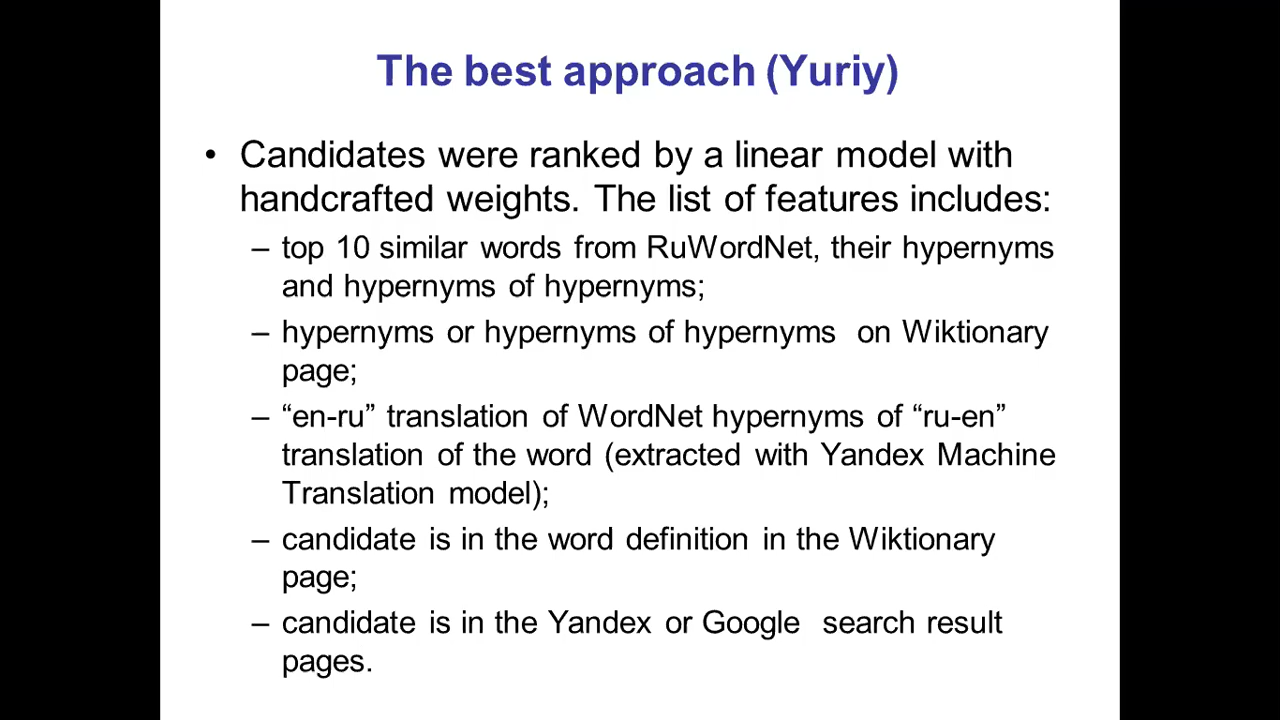 The best approach (Yuriy)
• Candidates were ranked by a linear model with
handcrafted weights. The list of features includes:
– top 10 similar words from RuWordNet, their hypernyms
and hypernyms of hypernyms;
– hypernyms or hypernyms of hypernyms on Wiktionary
page;
– “en-ru” translation of WordNet hypernyms of “ru-en”
translation of the word (extracted with Yandex Machine
Translation model);
– candidate is in the word definition in the Wiktionary
page;
– candidate is in the Yandex or Google search result
pages.